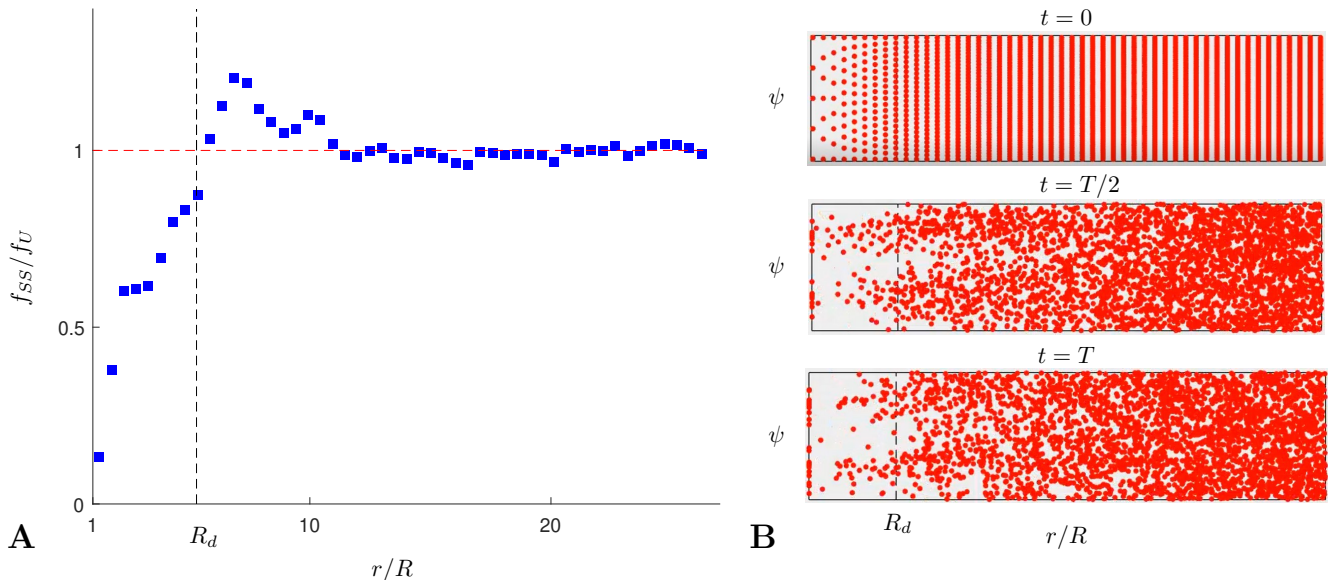 f_{SS}/f_U
1
0.5
0
1
R_d
10
20
r/R
A
t = 0
ψ
t = T/2
ψ
t = T
ψ
R_d
r/R
B